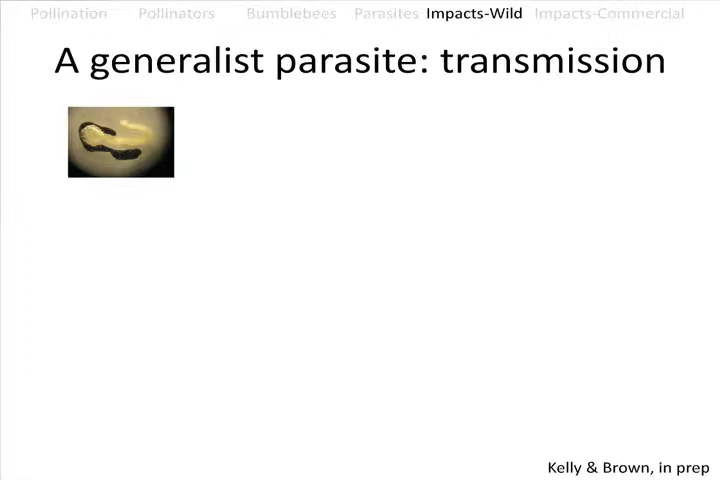 Pollination Pollinators Bumblebees Parasites Impacts-Wild Impacts-Commercial
A generalist parasite: transmission
Kelly & Brown, in prep